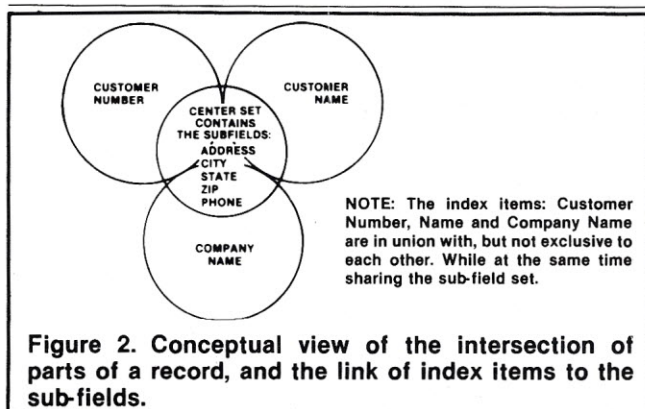 CUSTOMER
NUMBER
CUSTOMER
NAME
CENTER SET
CONTAINS
THE SUBFIELDS:
ADDRESS
CITY
STATE
ZIP
PHONE
COMPANY
NAME
NOTE: The index items: Customer
Number, Name and Company Name
are in union with, but not exclusive to
each other. While at the same time
sharing the sub-field set.
Figure 2. Conceptual view of the intersection of
parts of a record, and the link of index items to the
sub-fields.